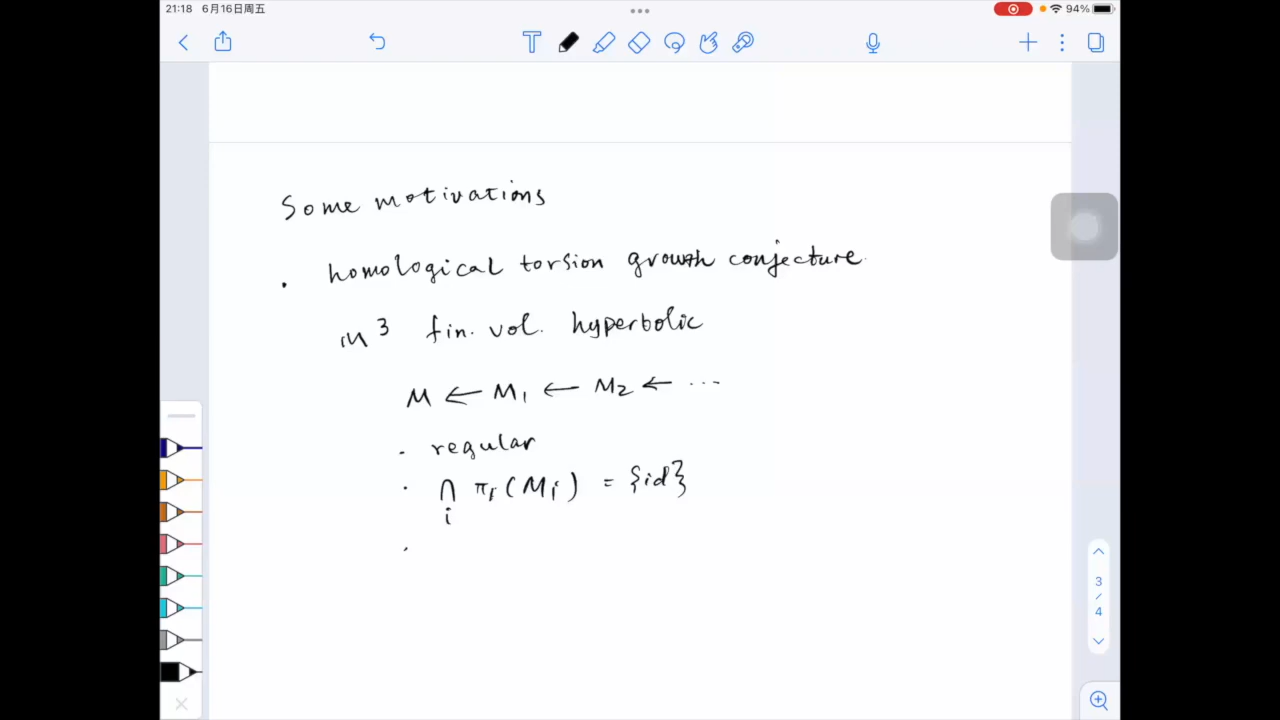 21:18 6月16日周五
94%
Some motivations
. homological torsion growth conjecture
M³ fin. vol. hyperbolic
M ← M₁ ← M₂ ← ...
. regular
. ⋂ π₁(Mᵢ) = {id}
i
.
3
/
4